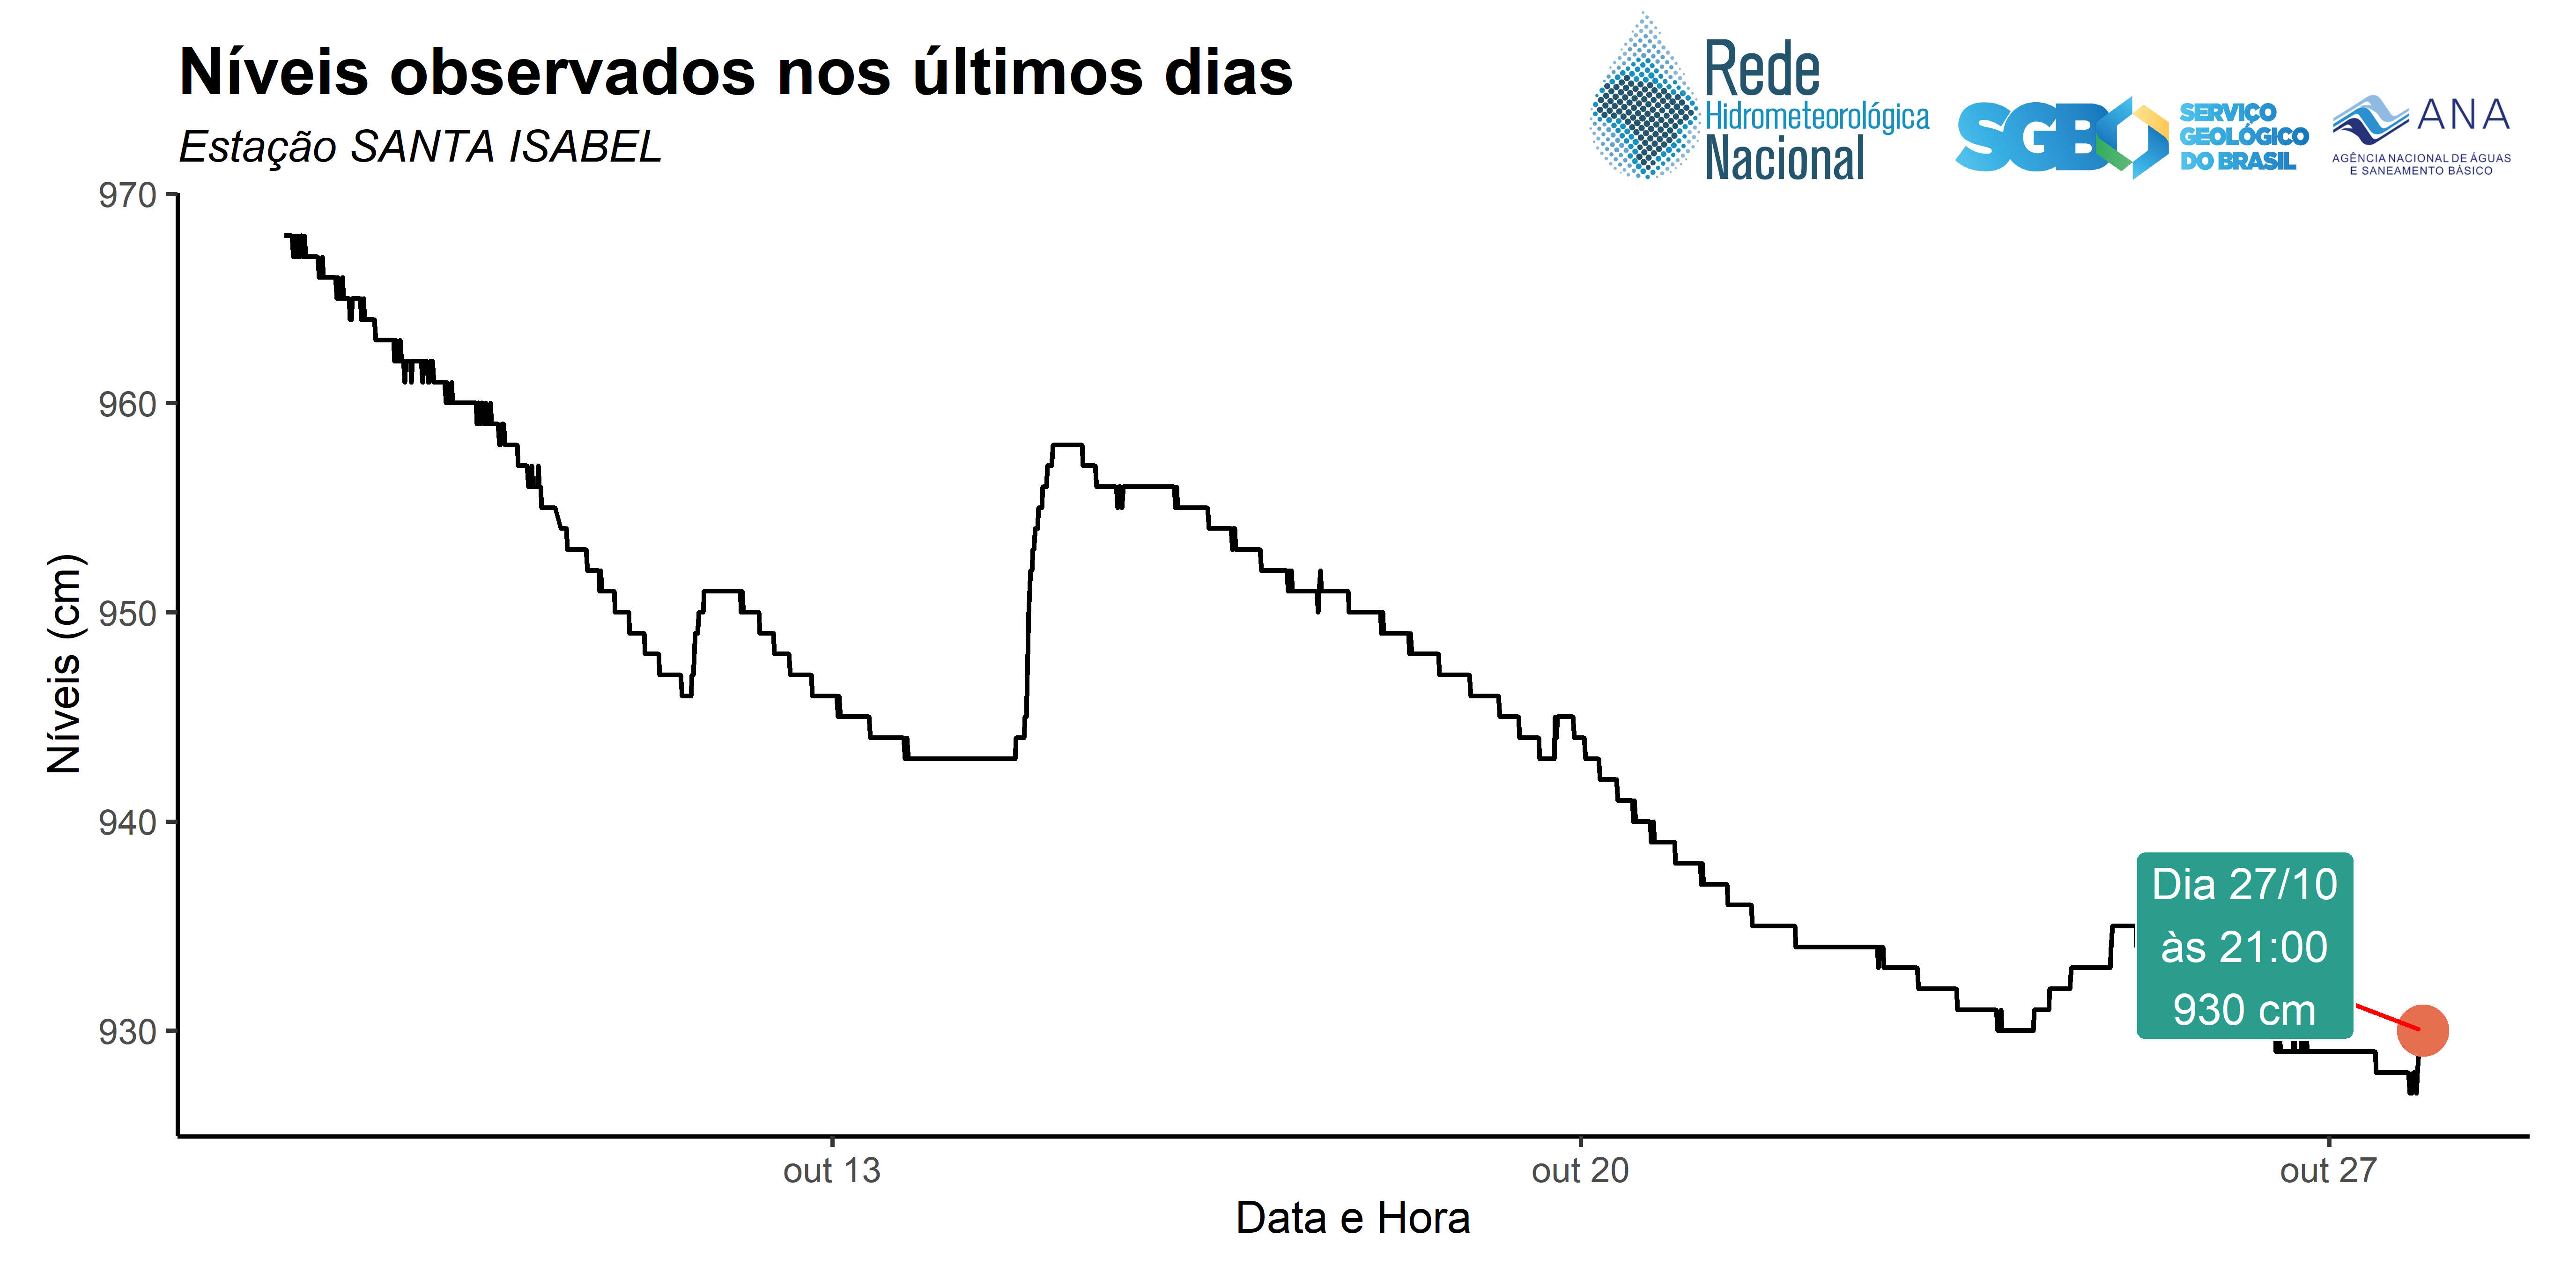 Níveis observados nos últimos dias
Estação SANTA ISABEL
Rede
Hidrometeorológica
Nacional
SGB
SERVIÇO
GEOLÓGICO
DO BRASIL
ANA
AGÊNCIA NACIONAL DE ÁGUAS
E SANEAMENTO BÁSICO
Níveis (cm)
970
960
950
940
930
Dia 27/10
às 21:00
930 cm
out 13
out 20
out 27
Data e Hora